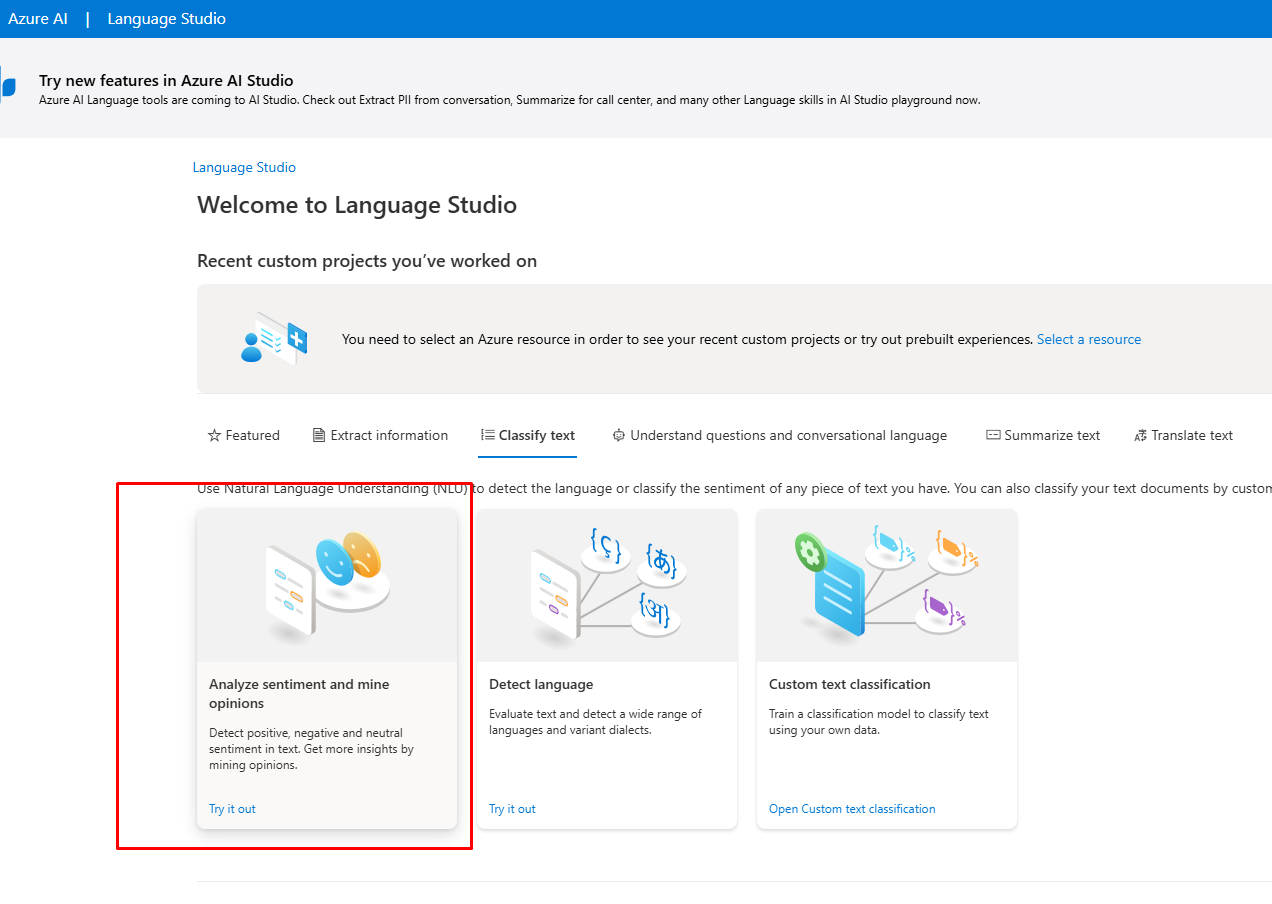 Azure AI | Language Studio
Try new features in Azure AI Studio
Azure AI Language tools are coming to AI Studio. Check out Extract PII from conversation, Summarize for call center, and many other Language skills in AI Studio playground now.
Language Studio
Welcome to Language Studio
Recent custom projects you've worked on
You need to select an Azure resource in order to see your recent custom projects or try out prebuilt experiences. Select a resource
Featured Extract information Classify text Understand questions and conversational language Summarize text Translate text
Use Natural Language Understanding (NLU) to detect the language or classify the sentiment of any piece of text you have. You can also classify your text documents by custom
{ç} {あ} {अ}
Analyze sentiment and mine
opinions
Detect positive, negative and neutral
sentiment in text. Get more insights by
mining opinions.
Try it out
Detect language
Evaluate text and detect a wide range of
languages and variant dialects.
Try it out
Custom text classification
Train a classification model to classify text
using your own data.
Open Custom text classification